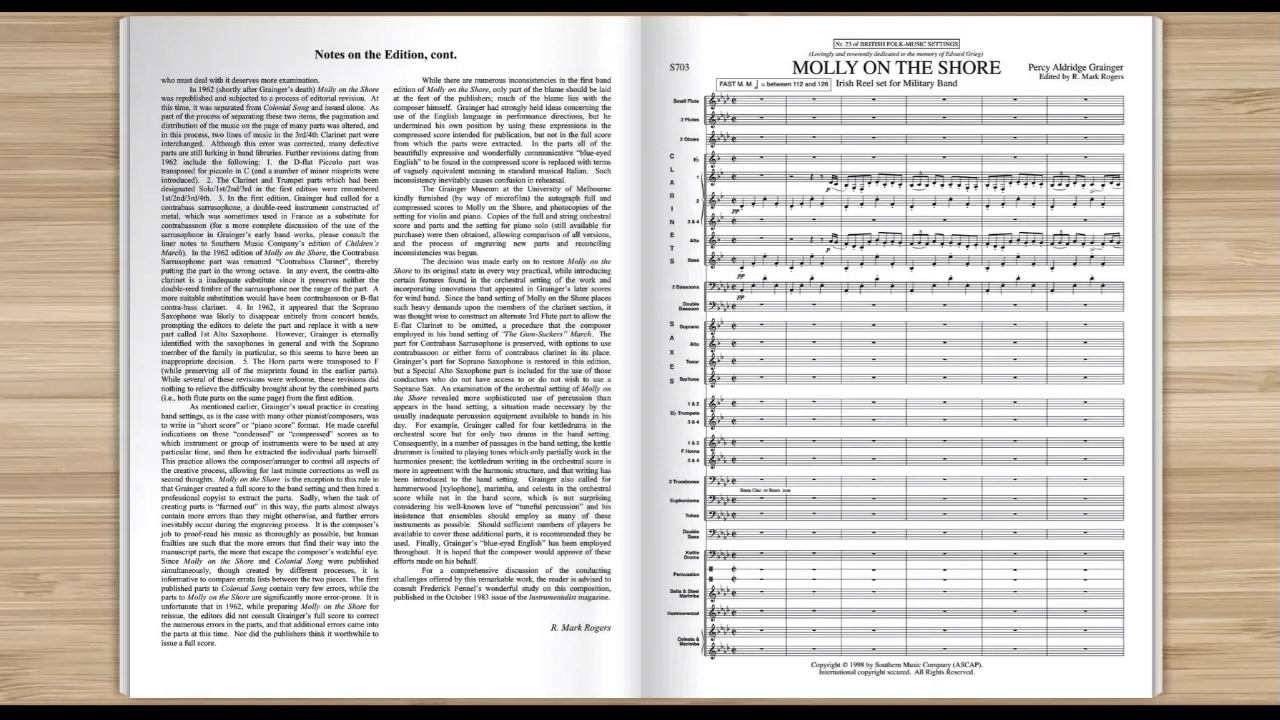 Notes on the Edition, cont.
who must deal with it deserves more examination.
In 1962 (shortly after Grainger's death) Molly on the Shore
was republished and subjected to a process of editorial revision. At
this time, it was separated from Colonial Song and issued alone. As
part of the process of separating these two items, the pagination and
distribution of the music on the page of many parts was altered, and
in this process, two lines of music in the 3rd/4th Clarinet part were
interchanged. Although this error was corrected, many defective
parts are still lurking in band libraries. Further revisions dating from
1962 include the following: 1. the D-flat Piccolo part was
transposed for piccolo in C (and a number of minor misprints were
introduced). 2. The Clarinet and Trumpet parts which had been
designated Solo/1st/2nd/3rd in the first edition were renumbered
1st/2nd/3rd/4th. 3. In the first edition, Grainger had called for a
contrabass sarrusophone, a double-reed instrument constructed of
metal, which was sometimes used in France as a substitute for
contrabassoon (for a more complete discussion of the use of the
sarrusophone in Grainger's early band works, please consult the
liner notes to Southern Music Company's edition of Children's
March). In the 1962 edition of Molly on the Shore, the Contrabass
Sarrusophone part was renamed "Contrabass Clarinet", thereby
putting the part in the wrong octave. In any event, the contra-alto
clarinet is a inadequate substitute since it preserves neither the
double-reed timbre of the sarrusophone nor the range of the part. A
more suitable substitution would have been contrabassoon or B-flat
contra-bass clarinet. 4. In 1962, it appeared that the Soprano
Saxophone was likely to disappear entirely from concert bands,
prompting the editors to delete the part and replace it with a new
part called 1st Alto Saxophone. However, Grainger is eternally
identified with the saxophones in general and with the Soprano
member of the family in particular, so this seems to have been an
inappropriate decision. 5. The Horn parts were transposed to F
(while preserving all of the misprints found in the earlier parts).
While several of these revisions were welcome, these revisions did
nothing to relieve the difficulty brought about by the combined parts
(i.e., both flute parts on the same page) from the first edition.
As mentioned earlier, Grainger's usual practice in creating
band settings, as is the case with many other pianist/composers, was
to write in "short score" or "piano score" format. He made careful
indications on these "condensed" or "compressed" scores as to
which instrument or group of instruments were to be used at any
particular time, and then he extracted the individual parts himself.
This practice allows the composer/arranger to control all aspects of
the creative process, allowing for last minute corrections as well as
second thoughts. Molly on the Shore is the exception to this rule in
that Grainger created a full score to the band setting and then hired a
professional copyist to extract the parts. Sadly, when the task of
creating parts is "farmed out" in this way, the parts almost always
contain more errors than they might otherwise, and further errors
inevitably occur during the engraving process. It is the composer's
job to proof-read his music as thoroughly as possible, but human
frailties are such that the more errors that find their way into the
manuscript parts, the more that escape the composer's watchful eye.
Since Molly on the Shore and Colonial Song were published
simultaneously, though created by different processes, it is
informative to compare errata lists between the two pieces. The first
published parts to Colonial Song contain very few errors, while the
parts to Molly on the Shore are significantly more error-prone. It is
unfortunate that in 1962, while preparing Molly on the Shore for
reissue, the editors did not consult Grainger's full score to correct
the numerous errors in the parts, and that additional errors came into
the parts at this time. Nor did the publishers think it worthwhile to
issue a full score.
While there are numerous inconsistencies in the first band
edition of Molly on the Shore, only part of the blame should be laid
at the feet of the publishers; much of the blame lies with the
composer himself. Grainger had strongly held ideas concerning the
use of the English language in performance directions, but he
undermined his own position by using these expressions in the
compressed score intended for publication, but not in the full score
from which the parts were extracted. In the parts all of the
beautifully expressive and wonderfully communicative "blue-eyed
English" to be found in the compressed score is replaced with terms
of vaguely equivalent meaning in standard musical Italian. Such
inconsistency inevitably causes confusion in rehearsal.
The Grainger Museum at the University of Melbourne
kindly furnished (by way of microfilm) the autograph full and
compressed scores to Molly on the Shore, and photocopies of the
setting for violin and piano. Copies of the full and string orchestral
score and parts and the setting for piano solo (still available for
purchase) were then obtained, allowing comparison of all versions,
and the process of engraving new parts and reconciling
inconsistencies was begun.
The decision was made early on to restore Molly on the
Shore to its original state in every way practical, while introducing
certain features found in the orchestral setting of the work and
incorporating innovations that appeared in Grainger's later scores
for wind band. Since the band setting of Molly on the Shore places
such heavy demands upon the members of the clarinet section, it
was thought wise to construct an alternate 3rd Flute part to allow the
E-flat Clarinet to be omitted, a procedure that the composer
employed in his band setting of "The Gum-Suckers" March. The
part for Contrabass Sarrusophone is preserved, with options to use
contrabassoon or either form of contrabass clarinet in its place.
Grainger's part for Soprano Saxophone is restored in this edition,
but a Special Alto Saxophone part is included for the use of those
conductors who do not have access to or do not wish to use a
Soprano Sax. An examination of the orchestral setting of Molly on
the Shore revealed more sophisticated use of percussion than
appears in the band setting, a situation made necessary by the
usually inadequate percussion equipment available to bands in his
day. For example, Grainger called for four kettledrums in the
orchestral score but for only two drums in the band setting.
Consequently, in a number of passages in the band setting, the kettle
drummer is limited to playing tones which only partially work in the
harmonies present; the kettledrum writing in the orchestral score is
more in agreement with the harmonic structure, and that writing has
been introduced to the band setting. Grainger also called for
hammerwood [xylophone], marimba, and celesta in the orchestral
score while not in the band score, which is not surprising
considering his well-known love of "tuneful percussion" and his
insistence that ensembles should employ as many of these
instruments as possible. Should sufficient numbers of players be
available to cover these additional parts, it is recommended they be
used. Finally, Grainger's "blue-eyed English" has been employed
throughout. It is hoped that the composer would approve of these
efforts made on his behalf.
For a comprehensive discussion of the conducting
challenges offered by this remarkable work, the reader is advised to
consult Frederick Fennel's wonderful study on this composition,
published in the October 1983 issue of the Instrumentalist magazine.
R. Mark Rogers
Nr. 23 of BRITISH FOLK-MUSIC SETTINGS
(Lovingly and reverently dedicated to the memory of Edvard Grieg)
S703
MOLLY ON THE SHORE
Percy Aldridge Grainger
Edited by R. Mark Rogers
FAST M. M. ♩ = between 112 and 126
Irish Reel set for Military Band
Small Flute
2 Flutes
2 Oboes
CLARINETS
E♭
1
p
2
pp
3 & 4
Alto
p
Bass
pp
2 Bassoons
pp
Double
Bassoon
SAXES
Soprano
Alto
Tenor
Baritone
1 & 2
B♭ Trumpets
3 & 4
1 & 2
F Horns
3 & 4
3 Trombones
Bass Clar. or Bssn. cue
Euphoniums
Tubas
Double
Bass
Kettle
Drums
Percussion
Bells & Steel
Marimba
Hammerwood
Celesta &
Marimba
Copyright © 1998 by Southern Music Company (ASCAP).
International copyright secured. All Rights Reserved.